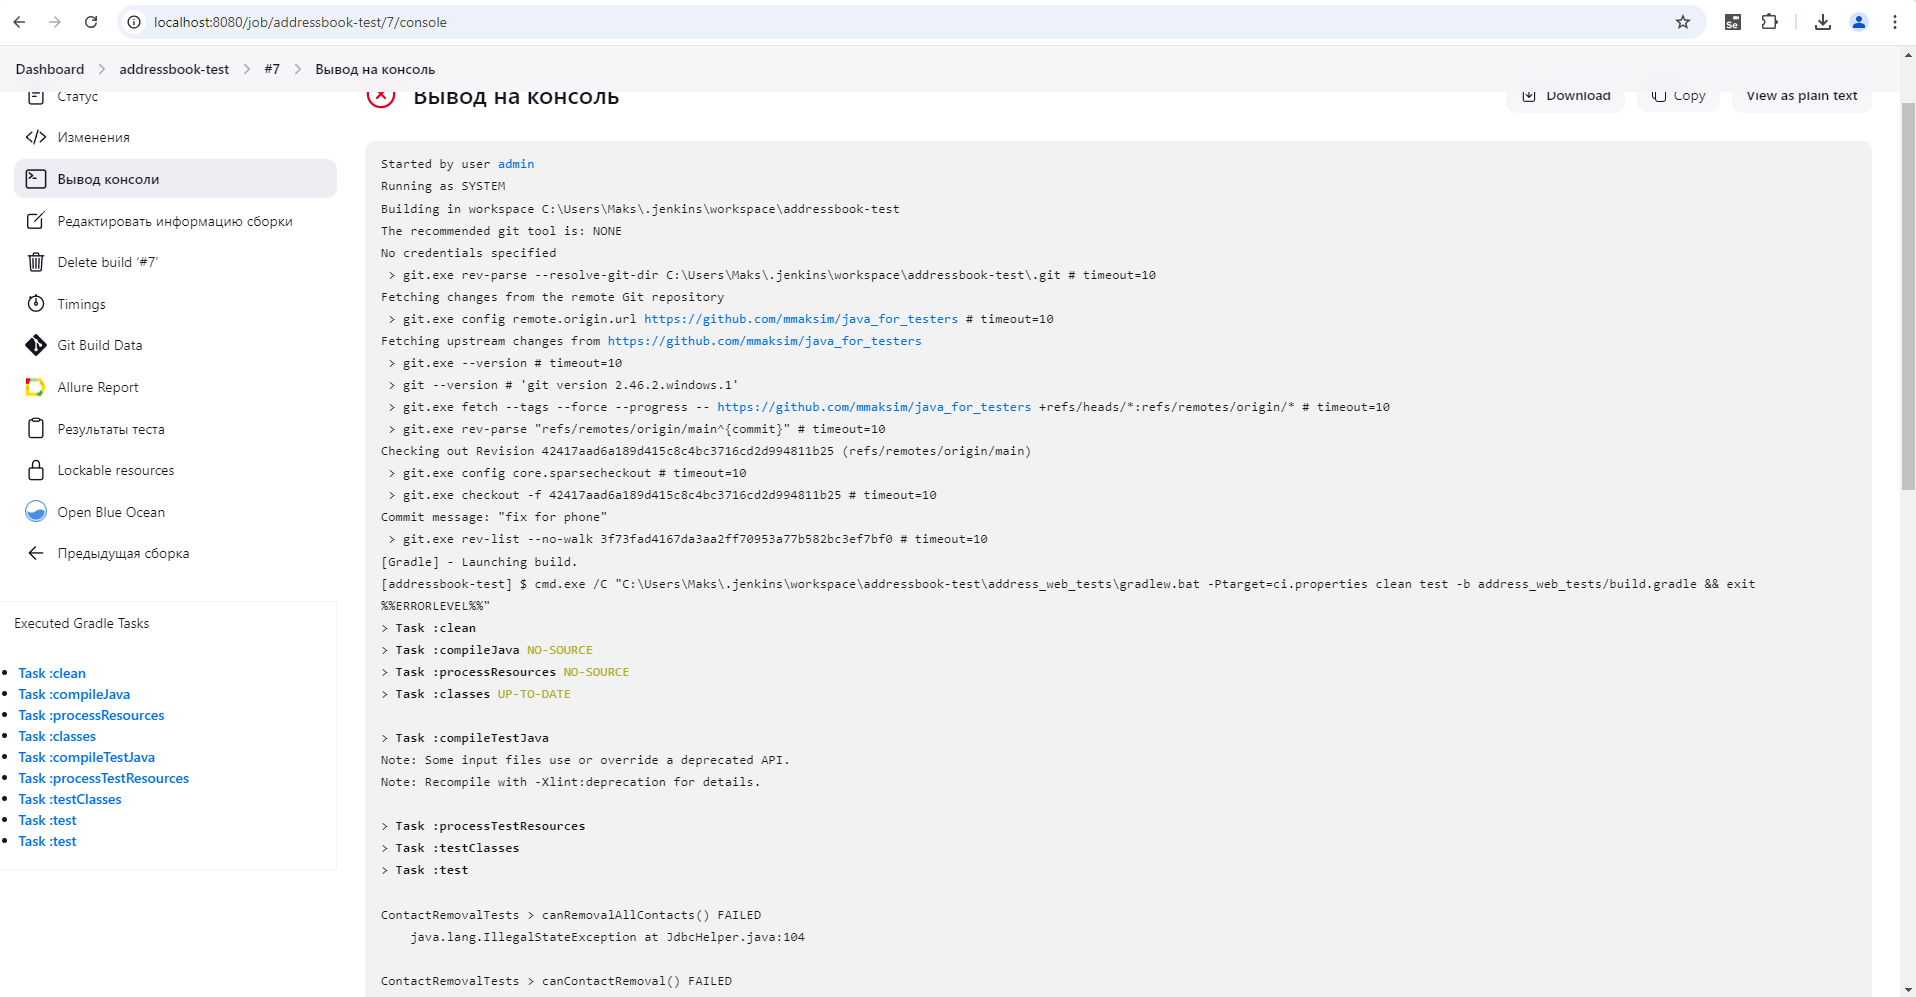 localhost:8080/job/addressbook-test/7/console
Dashboard > addressbook-test > #7 > Вывод на консоль
Статус
Изменения
Вывод консоли
Редактировать информацию сборки
Delete build ‘#7’
Timings
Git Build Data
Allure Report
Результаты теста
Lockable resources
Open Blue Ocean
Предыдущая сборка
Executed Gradle Tasks
Task :clean
Task :compileJava
Task :processResources
Task :classes
Task :compileTestJava
Task :processTestResources
Task :testClasses
Task :test
Task :test
Вывод на консоль
Download
Copy
View as plain text
Started by user admin
Running as SYSTEM
Building in workspace C:\Users\Maks\.jenkins\workspace\addressbook-test
The recommended git tool is: NONE
No credentials specified
> git.exe rev-parse --resolve-git-dir C:\Users\Maks\.jenkins\workspace\addressbook-test\.git # timeout=10
Fetching changes from the remote Git repository
> git.exe config remote.origin.url https://github.com/mmaksim/java_for_testers # timeout=10
Fetching upstream changes from https://github.com/mmaksim/java_for_testers
> git.exe --version # timeout=10
> git --version # 'git version 2.46.2.windows.1'
> git.exe fetch --tags --force --progress -- https://github.com/mmaksim/java_for_testers +refs/heads/*:refs/remotes/origin/* # timeout=10
> git.exe rev-parse "refs/remotes/origin/main^{commit}" # timeout=10
Checking out Revision 42417aad6a189d415c8c4bc3716cd2d994811b25 (refs/remotes/origin/main)
> git.exe config core.sparsecheckout # timeout=10
> git.exe checkout -f 42417aad6a189d415c8c4bc3716cd2d994811b25 # timeout=10
Commit message: "fix for phone"
> git.exe rev-list --no-walk 3f73fad4167da3aa2ff70953a77b582bc3ef7bf0 # timeout=10
[Gradle] - Launching build.
[addressbook-test] $ cmd.exe /C "C:\Users\Maks\.jenkins\workspace\addressbook-test\address_web_tests\gradlew.bat -Ptarget=ci.properties clean test -b address_web_tests/build.gradle && exit
%%ERRORLEVEL%%"
> Task :clean
> Task :compileJava NO-SOURCE
> Task :processResources NO-SOURCE
> Task :classes UP-TO-DATE
> Task :compileTestJava
Note: Some input files use or override a deprecated API.
Note: Recompile with -Xlint:deprecation for details.
> Task :processTestResources
> Task :testClasses
> Task :test
ContactRemovalTests > canRemovalAllContacts() FAILED
java.lang.IllegalStateException at JdbcHelper.java:104
ContactRemovalTests > canContactRemoval() FAILED